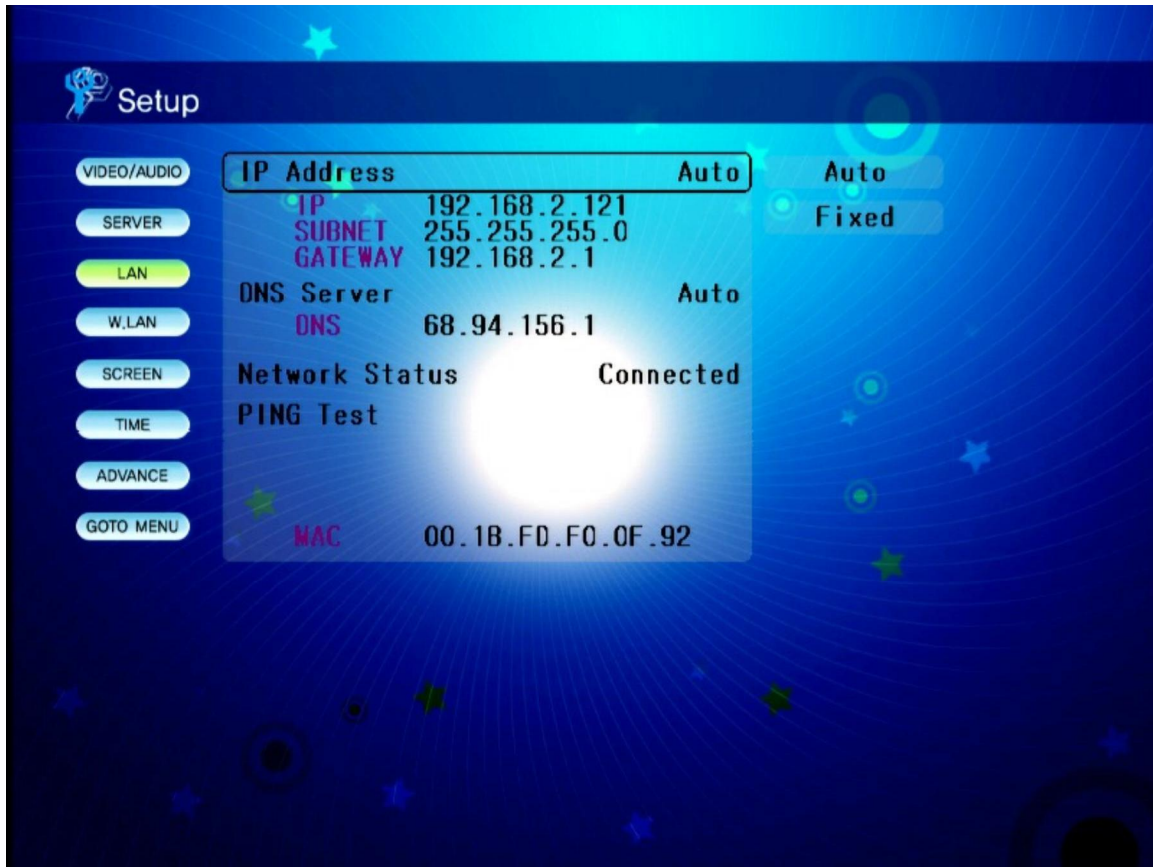 Setup
VIDEO/AUDIO
SERVER
LAN
W.LAN
SCREEN
TIME
ADVANCE
GOTO MENU
IP Address Auto
IP 192.168.2.121
SUBNET 255.255.255.0
GATEWAY 192.168.2.1
DNS Server Auto
DNS 68.94.156.1
Network Status Connected
PING Test
MAC 00.1B.FD.F0.0F.92
Auto
Fixed